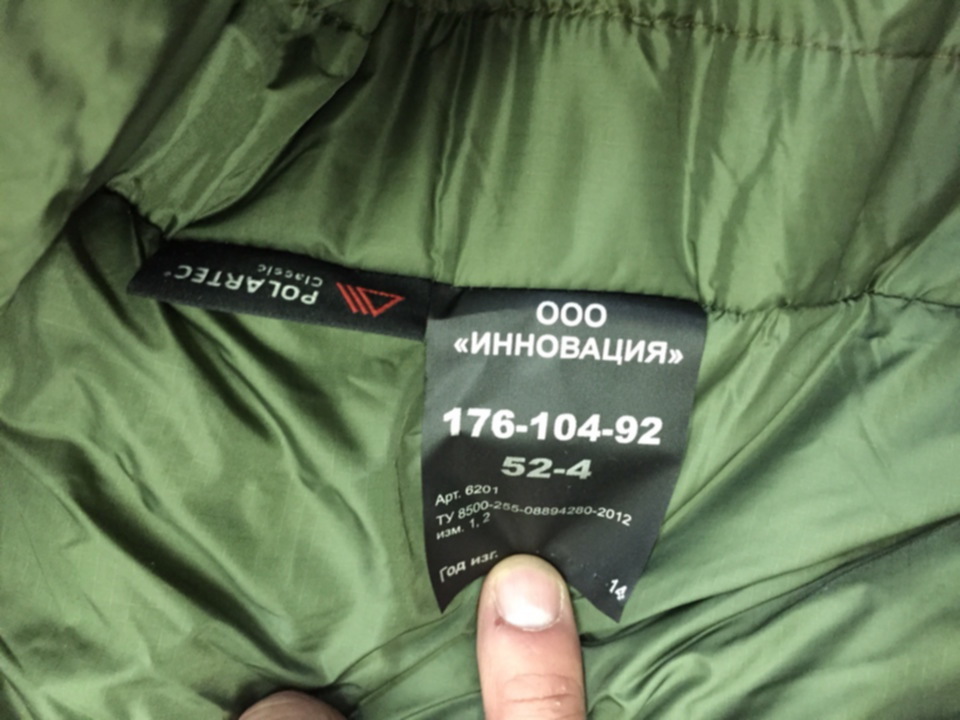 POLARTEC®
Classic
ООО
«ИННОВАЦИЯ»
176-104-92
52-4
Арт. 6201
ТУ 8500-255-08894280-2012
изм. 1, 2
Год изг. 14